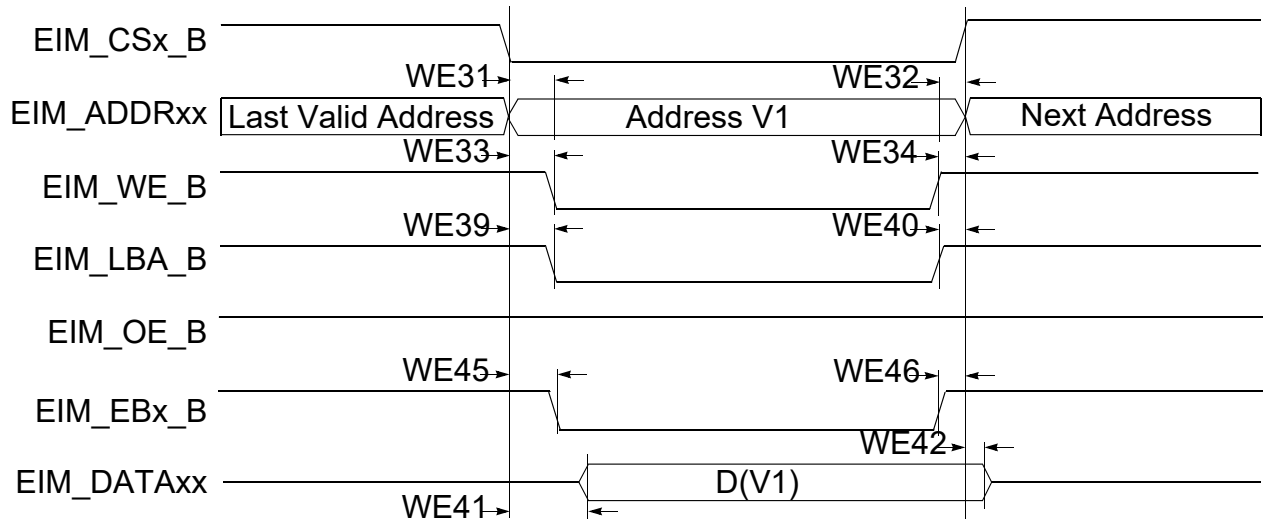 EIM_CSx_B
WE31 WE32
EIM_ADDRxx Last Valid Address Address V1 Next Address
WE33 WE34
EIM_WE_B
WE39 WE40
EIM_LBA_B
EIM_OE_B
WE45 WE46
EIM_EBx_B
WE42
EIM_DATAxx D(V1)
WE41